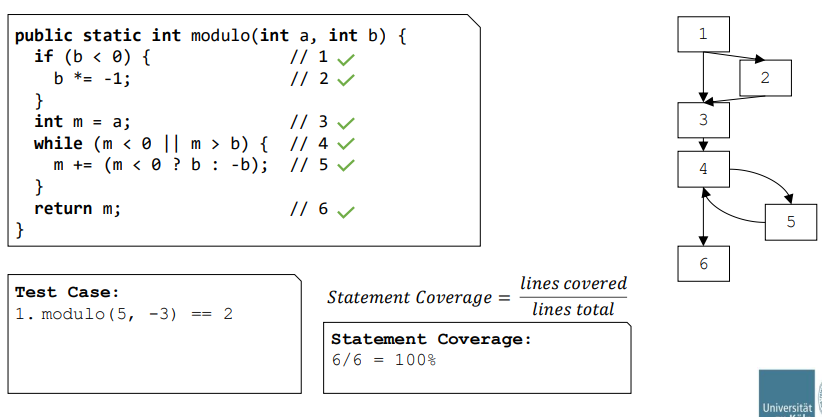 public static int modulo(int a, int b) {
if (b < 0) { // 1 ✓
b *= -1; // 2 ✓
}
int m = a; // 3 ✓
while (m < 0 || m > b) { // 4 ✓
m += (m < 0 ? b : -b); // 5 ✓
}
return m; // 6 ✓
}
1
2
3
4
5
6
Test Case:
1. modulo(5, -3) == 2
Statement Coverage = lines covered
lines total
Statement Coverage:
6/6 = 100%
Universität